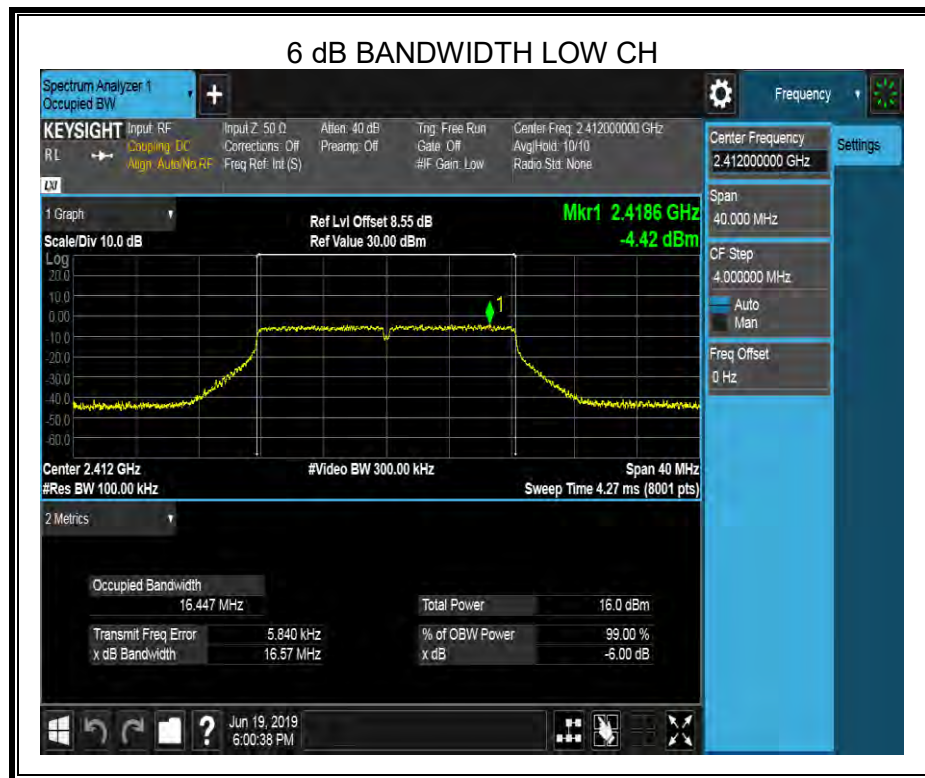 6 dB BANDWIDTH LOW CH
Spectrum Analyzer 1
Occupied BW
+
Frequency
KEYSIGHT
RL
LXI
Input: RF
Coupling: DC
Align: Auto/No RF
Input Z: 50 Ω
Corrections: Off
Freq Ref: Int (S)
Atten: 40 dB
Preamp: Off
Trig: Free Run
Gate: Off
#IF Gain: Low
Center Freq: 2.412000000 GHz
Avg|Hold: 10/10
Radio Std: None
Center Frequency
2.412000000 GHz
Settings
Span
40.000 MHz
CF Step
4.000000 MHz
Auto
Man
Freq Offset
0 Hz
1 Graph
Scale/Div 10.0 dB
Ref Lvl Offset 8.55 dB
Ref Value 30.00 dBm
Mkr1 2.4186 GHz
-4.42 dBm
Log
20.0
10.0
0.00
-10.0
-20.0
-30.0
-40.0
-50.0
-60.0
1
Center 2.412 GHz
#Res BW 100.00 kHz
#Video BW 300.00 kHz
Span 40 MHz
Sweep Time 4.27 ms (8001 pts)
2 Metrics
Occupied Bandwidth
16.447 MHz
Total Power 16.0 dBm
Transmit Freq Error 5.840 kHz
% of OBW Power 99.00 %
x dB Bandwidth 16.57 MHz
x dB -6.00 dB
?
Jun 19, 2019
6:00:38 PM